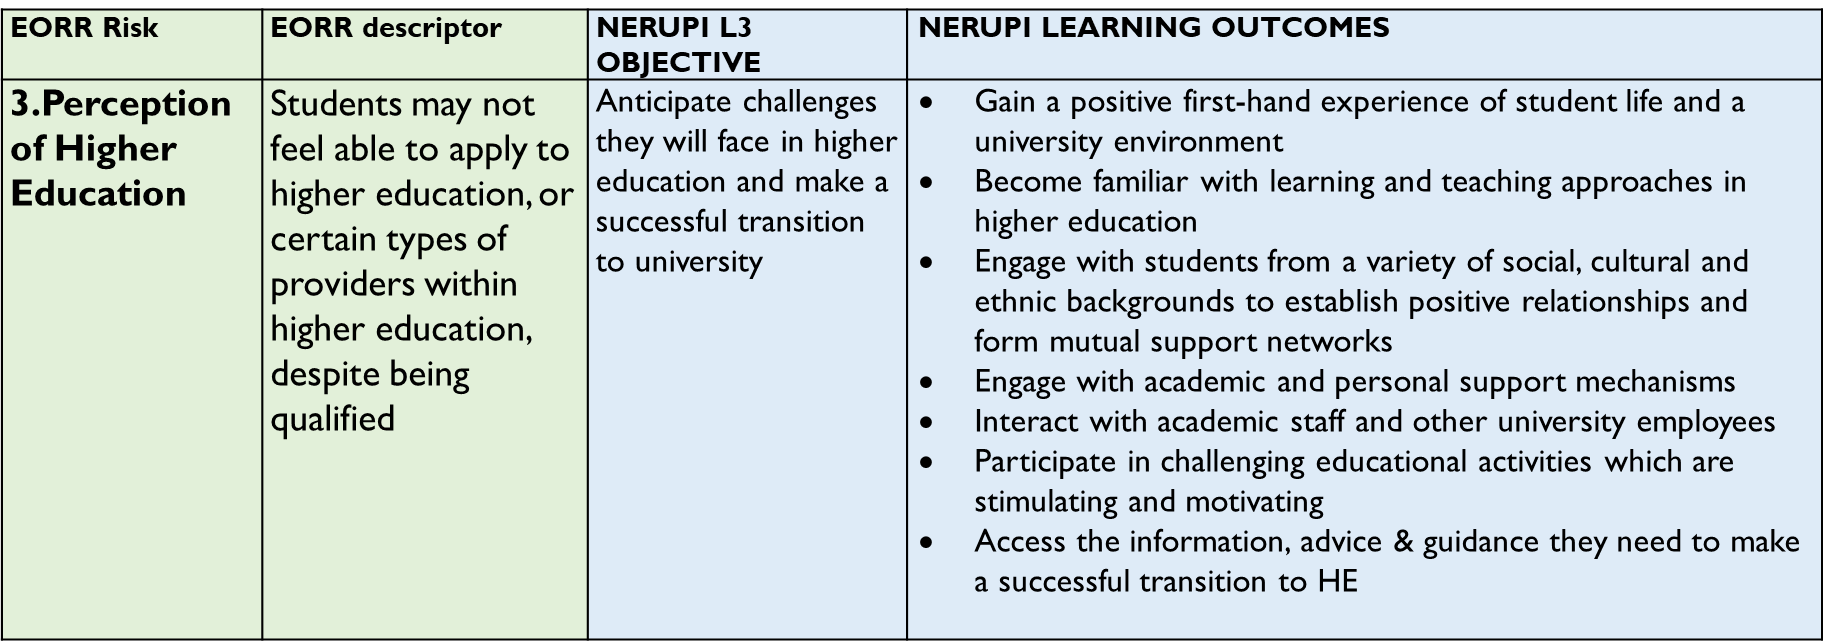 EORR Risk
EORR descriptor
NERUPI L3
OBJECTIVE
NERUPI LEARNING OUTCOMES
3.Perception
of Higher
Education
Students may not
feel able to apply to
higher education, or
certain types of
providers within
higher education,
despite being
qualified
Anticipate challenges
they will face in higher
education and make a
successful transition
to university
• Gain a positive first-hand experience of student life and a
university environment
• Become familiar with learning and teaching approaches in
higher education
• Engage with students from a variety of social, cultural and
ethnic backgrounds to establish positive relationships and
form mutual support networks
• Engage with academic and personal support mechanisms
• Interact with academic staff and other university employees
• Participate in challenging educational activities which are
stimulating and motivating
• Access the information, advice & guidance they need to make
a successful transition to HE